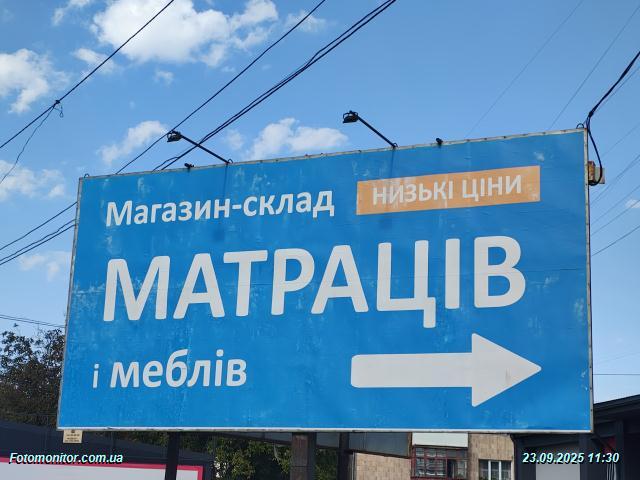 Магазин-склад
НИЗЬКІ ЦІНИ
МАТРАЦІВ
і меблів
Fotomonitor.com.ua
23.09.2025 11:30